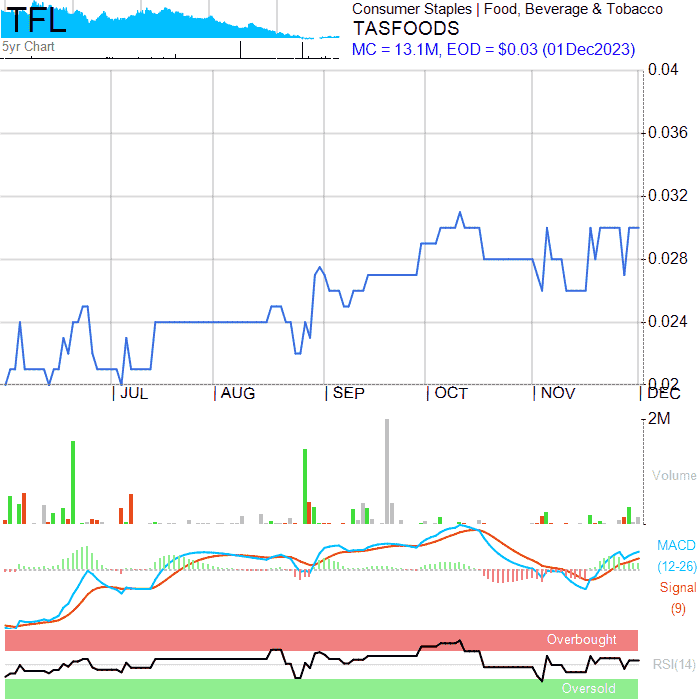 TFL
5yr Chart
Consumer Staples | Food, Beverage & Tobacco
TASFOODS
MC = 13.1M, EOD = $0.03 (01Dec2023)
0.04
0.036
0.032
0.028
0.024
0.02
JUL AUG SEP OCT NOV DEC
2M
Volume
MACD
(12-26)
Signal
(9)
Overbought
RSI(14)
Oversold